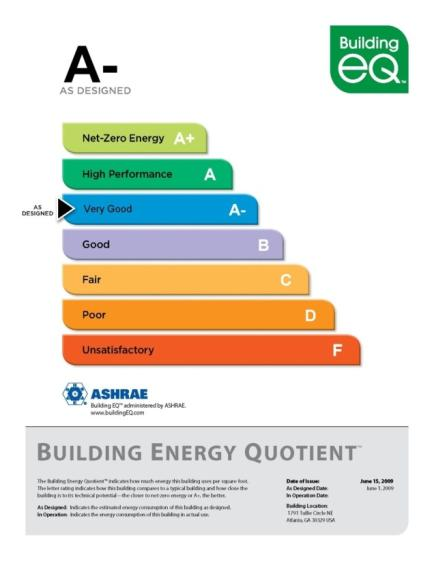 A-
AS DESIGNED
Building
eQ™
Net-Zero Energy A+
High Performance A
AS
DESIGNED
Very Good A-
Good B
Fair C
Poor D
Unsatisfactory F
ASHRAE
Building EQ™ administered by ASHRAE.
www.buildingEQ.com
BUILDING ENERGY QUOTIENT™
The Building Energy Quotient™ indicates how much energy this building uses per square foot.
The letter rating indicates how this building compares to a typical building and how close the
building is to its technical potential—the closer to net-zero energy or A+, the better.
As Designed: Indicates the estimated energy consumption of this building as designed.
In Operation: Indicates the energy consumption of this building in actual use.
Date of Issue: June 15, 2009
As Designed Date: June 1, 2009
In Operation Date:
Building Location:
1791 Tullie Circle NE
Atlanta, GA 30329 USA